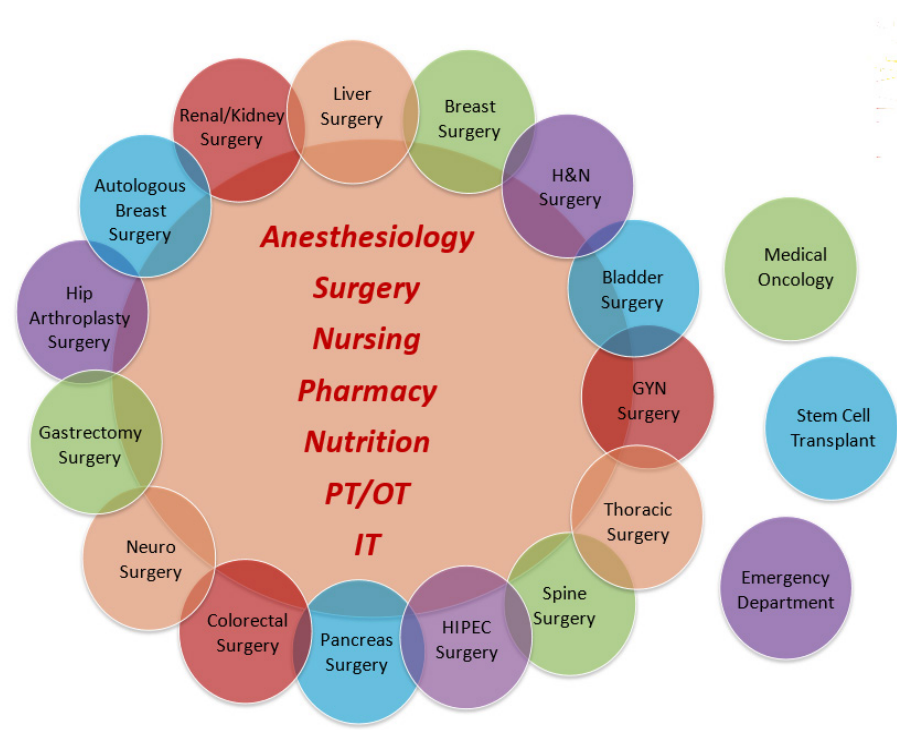 Liver
Surgery
Breast
Surgery
H&N
Surgery
Bladder
Surgery
GYN
Surgery
Thoracic
Surgery
Spine
Surgery
HIPEC
Surgery
Pancreas
Surgery
Colorectal
Surgery
Neuro
Surgery
Gastrectomy
Surgery
Hip
Arthroplasty
Surgery
Autologous
Breast
Surgery
Renal/Kidney
Surgery
Anesthesiology
Surgery
Nursing
Pharmacy
Nutrition
PT/OT
IT
Medical
Oncology
Stem Cell
Transplant
Emergency
Department